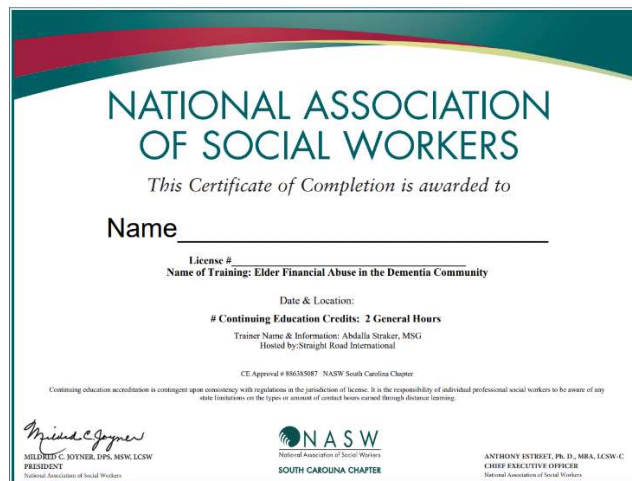 NATIONAL ASSOCIATION
OF SOCIAL WORKERS
This Certificate of Completion is awarded to
Name
License #
Name of Training: Elder Financial Abuse in the Dementia Community
Date & Location:
# Continuing Education Credits: 2 General Hours
Trainer Name & Information: Abdalla Straker, MSG
Hosted by:Straight Road International
CE Approval # 886385087 NASW South Carolina Chapter
Continuing education accreditation is contingent upon consistency with regulations in the jurisdiction of license. It is the responsibility of individual professional social workers to be aware of any
state limitations on the types or amount of contact hours earned through distance learning.
Mildred C. Joyner
MILDRED C. JOYNER, DPS, MSW, LCSW
PRESIDENT
National Association of Social Workers
NASW
National Association of Social Workers
SOUTH CAROLINA CHAPTER
ANTHONY ESTREET, Ph. D., MBA, LCSW-C
CHIEF EXECUTIVE OFFICER
National Association of Social Workers